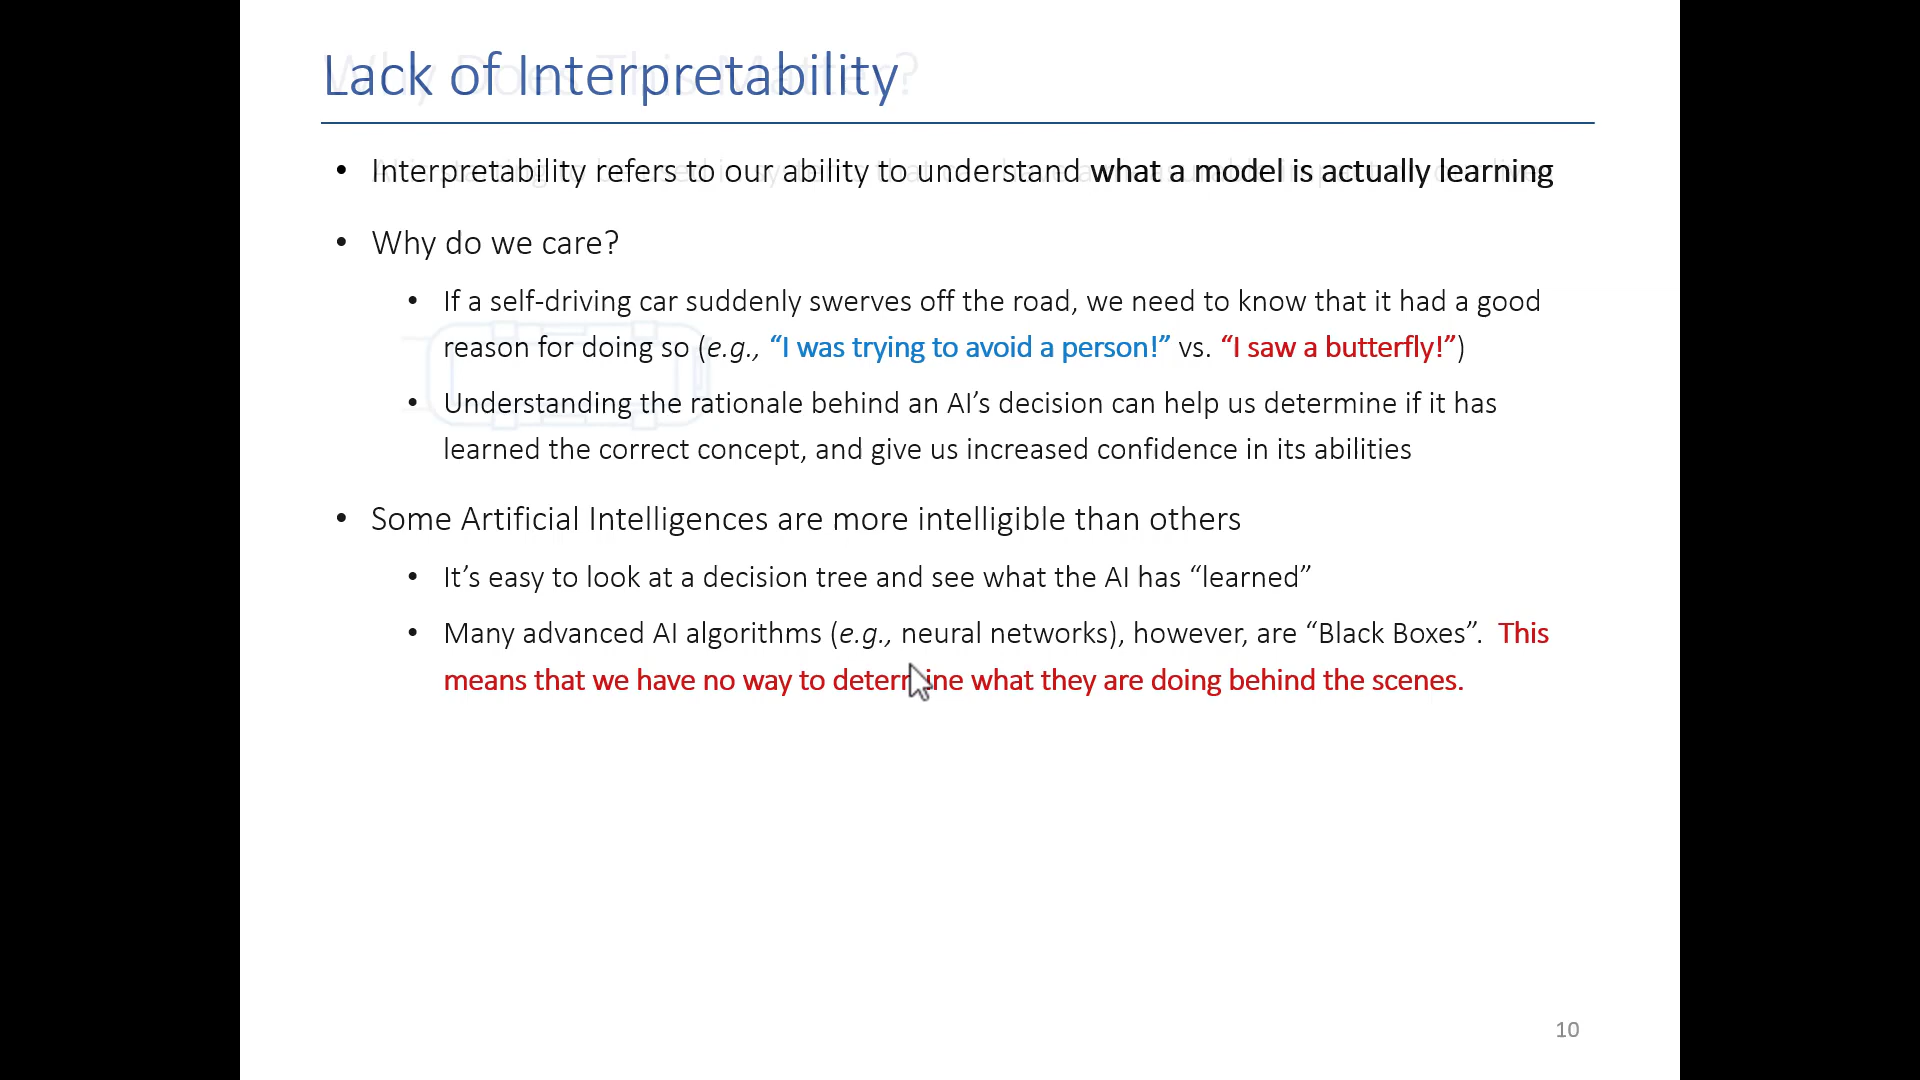 Lack of Interpretability
• Interpretability refers to our ability to understand what a model is actually learning
• Why do we care?
• If a self-driving car suddenly swerves off the road, we need to know that it had a good
reason for doing so (e.g., “I was trying to avoid a person!” vs. “I saw a butterfly!”)
• Understanding the rationale behind an AI’s decision can help us determine if it has
learned the correct concept, and give us increased confidence in its abilities
• Some Artificial Intelligences are more intelligible than others
• It’s easy to look at a decision tree and see what the AI has “learned”
• Many advanced AI algorithms (e.g., neural networks), however, are “Black Boxes”. This
means that we have no way to determine what they are doing behind the scenes.
10